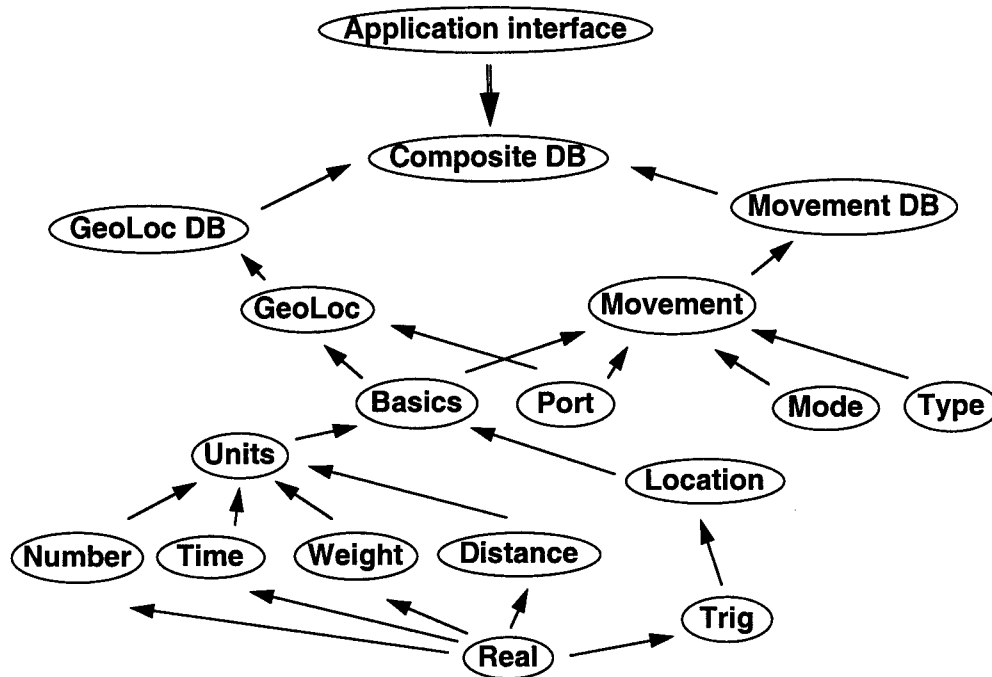 Application interface
Composite DB
GeoLoc DB
Movement DB
GeoLoc
Movement
Basics
Port
Mode
Type
Units
Location
Number
Time
Weight
Distance
Trig
Real